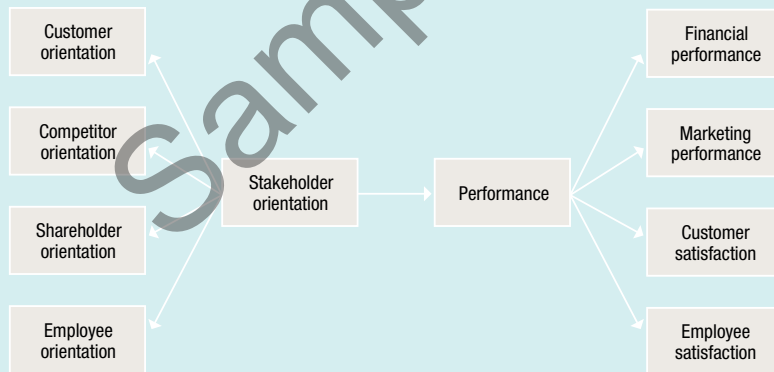 Customer
orientation
Competitor
orientation
Shareholder
orientation
Employee
orientation
Stakeholder
orientation
Performance
Financial
performance
Marketing
performance
Customer
satisfaction
Employee
satisfaction
Samp